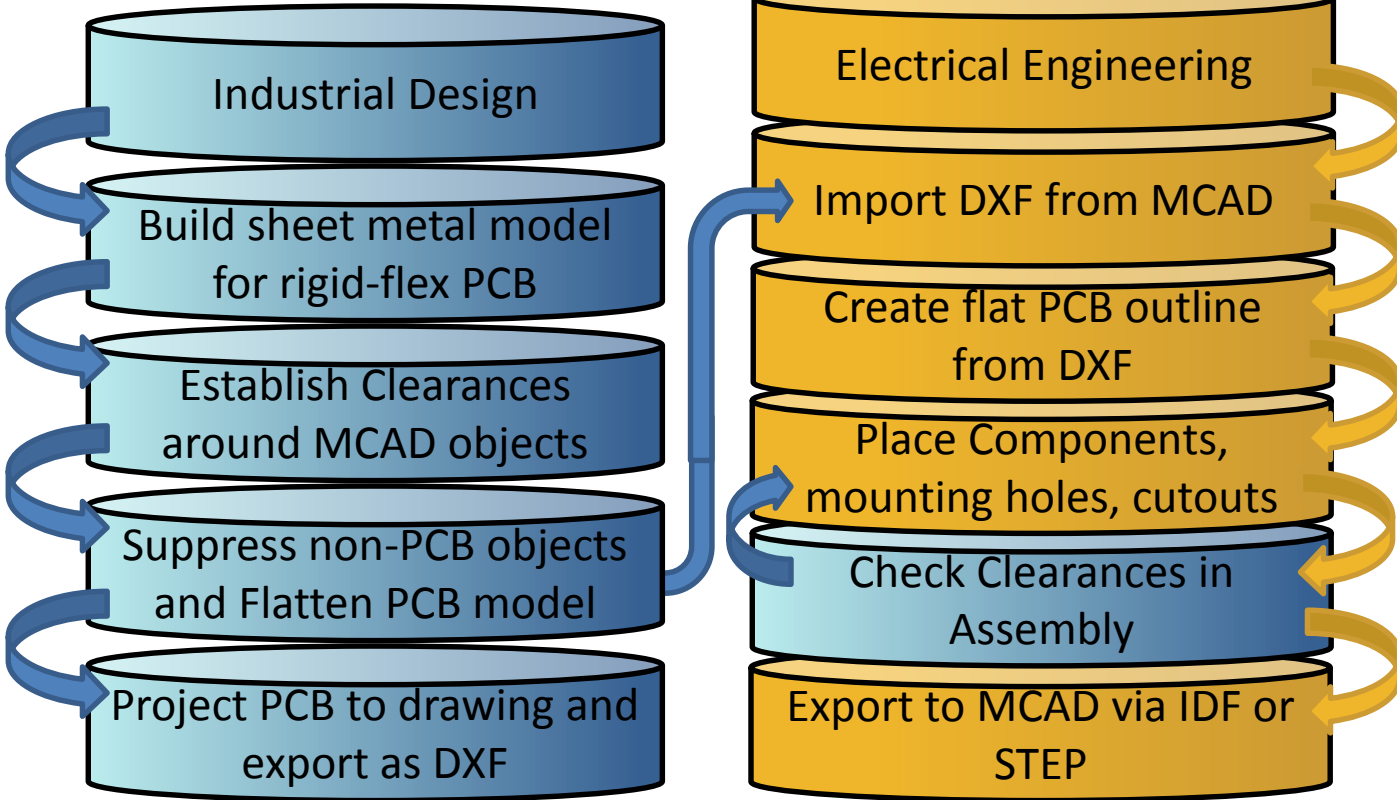 Industrial Design
Build sheet metal model
for rigid-flex PCB
Establish Clearances
around MCAD objects
Suppress non-PCB objects
and Flatten PCB model
Project PCB to drawing and
export as DXF
Electrical Engineering
Import DXF from MCAD
Create flat PCB outline
from DXF
Place Components,
mounting holes, cutouts
Check Clearances in
Assembly
Export to MCAD via IDF or
STEP